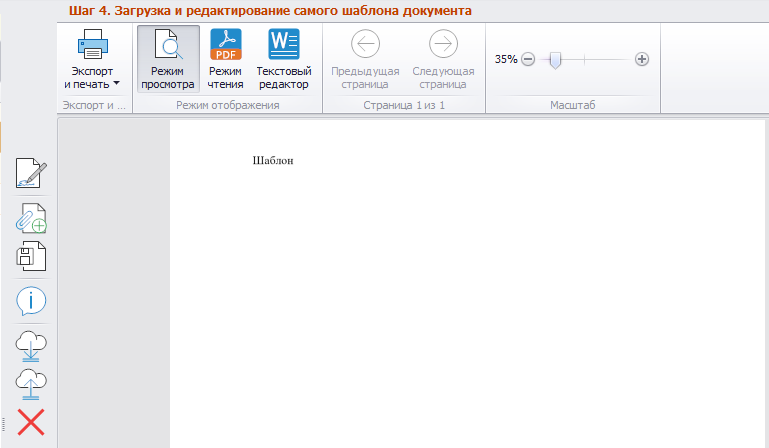 Шаг 4. Загрузка и редактирование самого шаблона документа
Экспорт
и печать
Режим
просмотра
PDF
Режим
чтения
W
Текстовый
редактор
Предыдущая
страница
Следующая
страница
35%
Экспорт и ...
Режим отображения
Страница 1 из 1
Масштаб
Шаблон